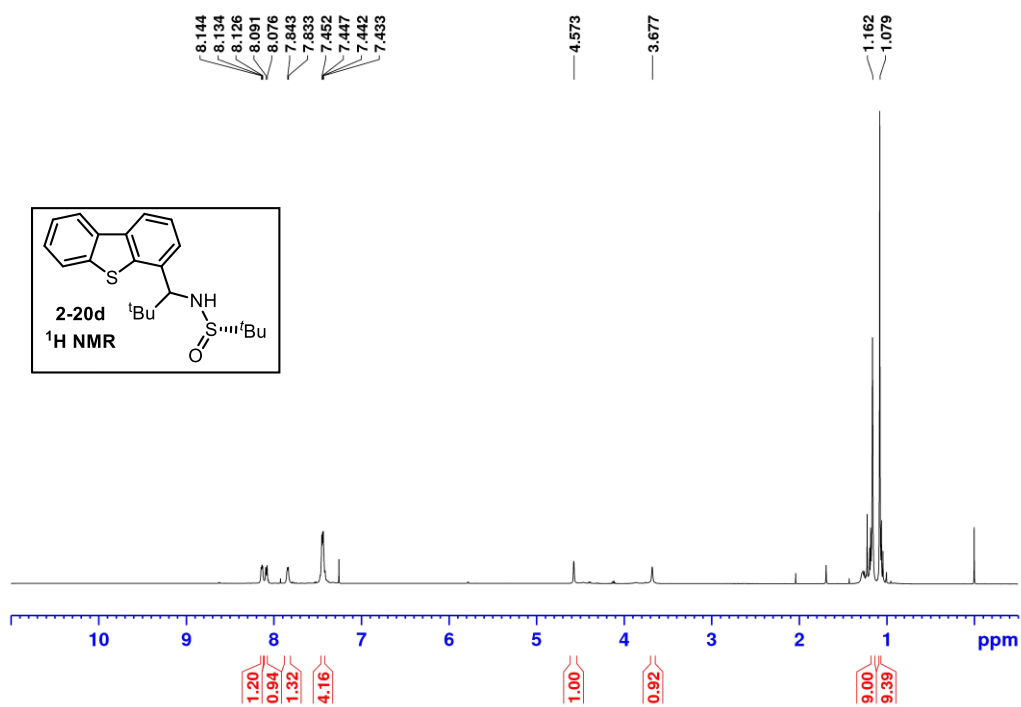 8.144
8.134
8.126
8.091
8.076
7.843
7.833
7.452
7.447
7.442
7.433
4.573
3.677
1.162
1.079
S
ᵗBu
NH
S
ᵗBu
O
2-20d
¹H NMR
10 9 8 7 6 5 4 3 2 1 ppm
1.20
0.94
1.32
4.16
1.00
0.92
9.00
9.39